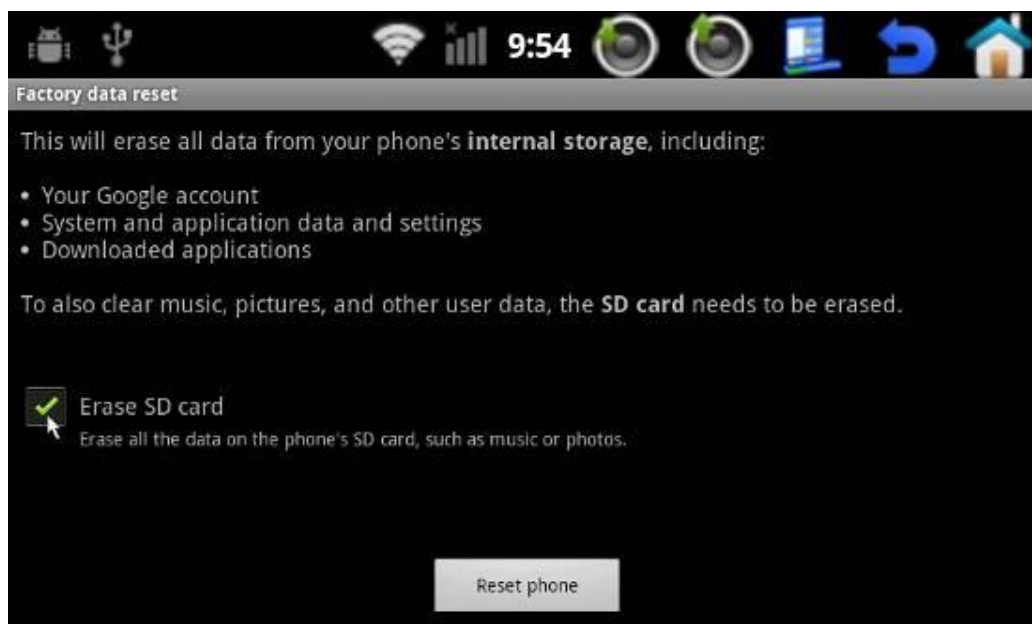 9:54
Factory data reset
This will erase all data from your phone's internal storage, including:
• Your Google account
• System and application data and settings
• Downloaded applications
To also clear music, pictures, and other user data, the SD card needs to be erased.
Erase SD card
Erase all the data on the phone's SD card, such as music or photos.
Reset phone